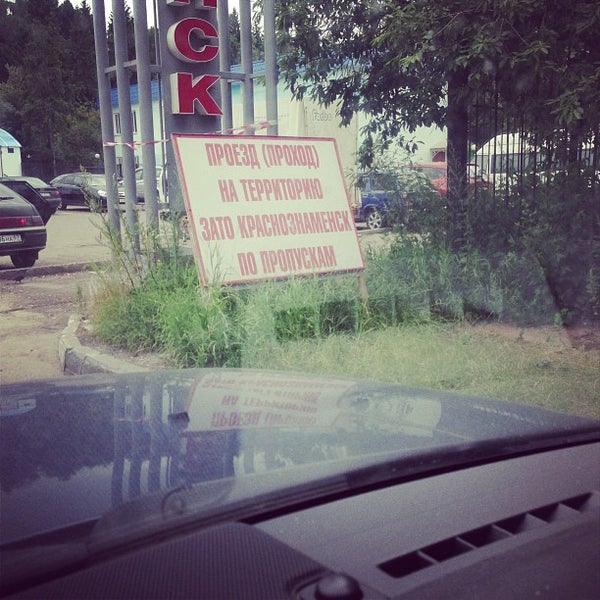 СК
ПРОЕЗД (ПРОХОД)
НА ТЕРРИТОРИЮ
ЗАТО КРАСНОЗНАМЕНСК
ПО ПРОПУСКАМ